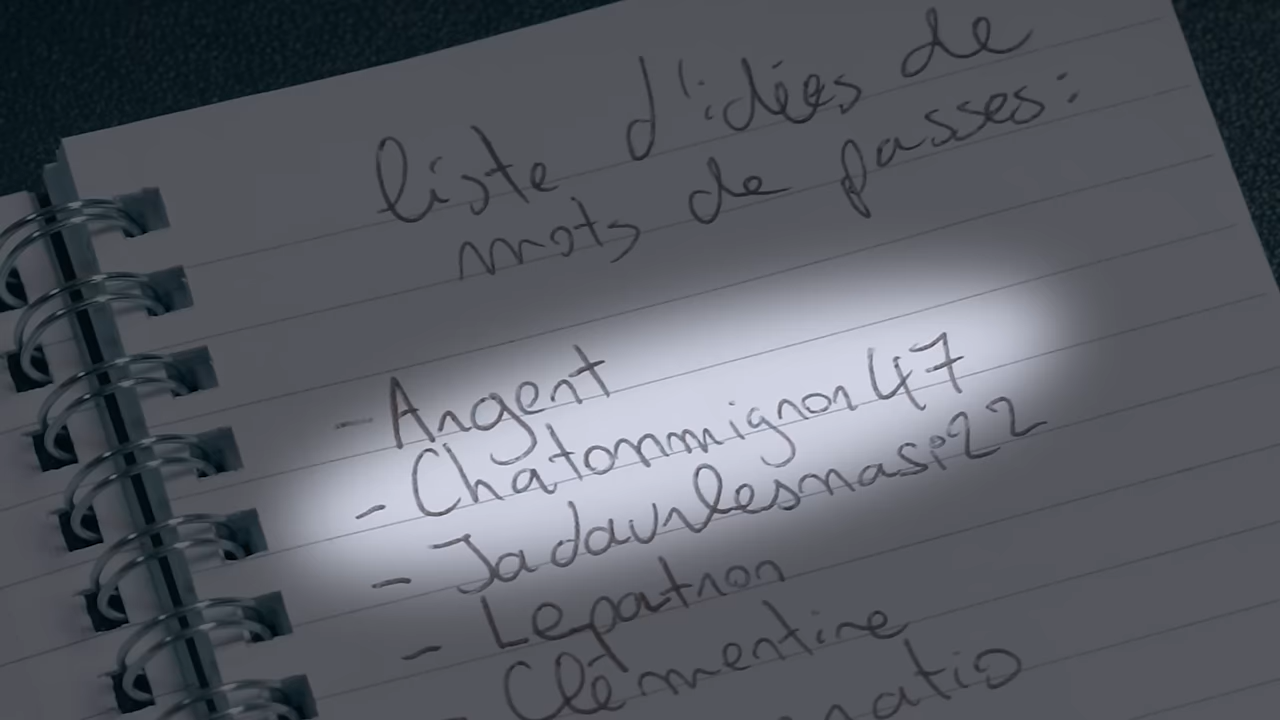 liste d'idées de
mots de passes :
- Argent
- Chatonmignon47
-
- Lepatron
- Clémentine